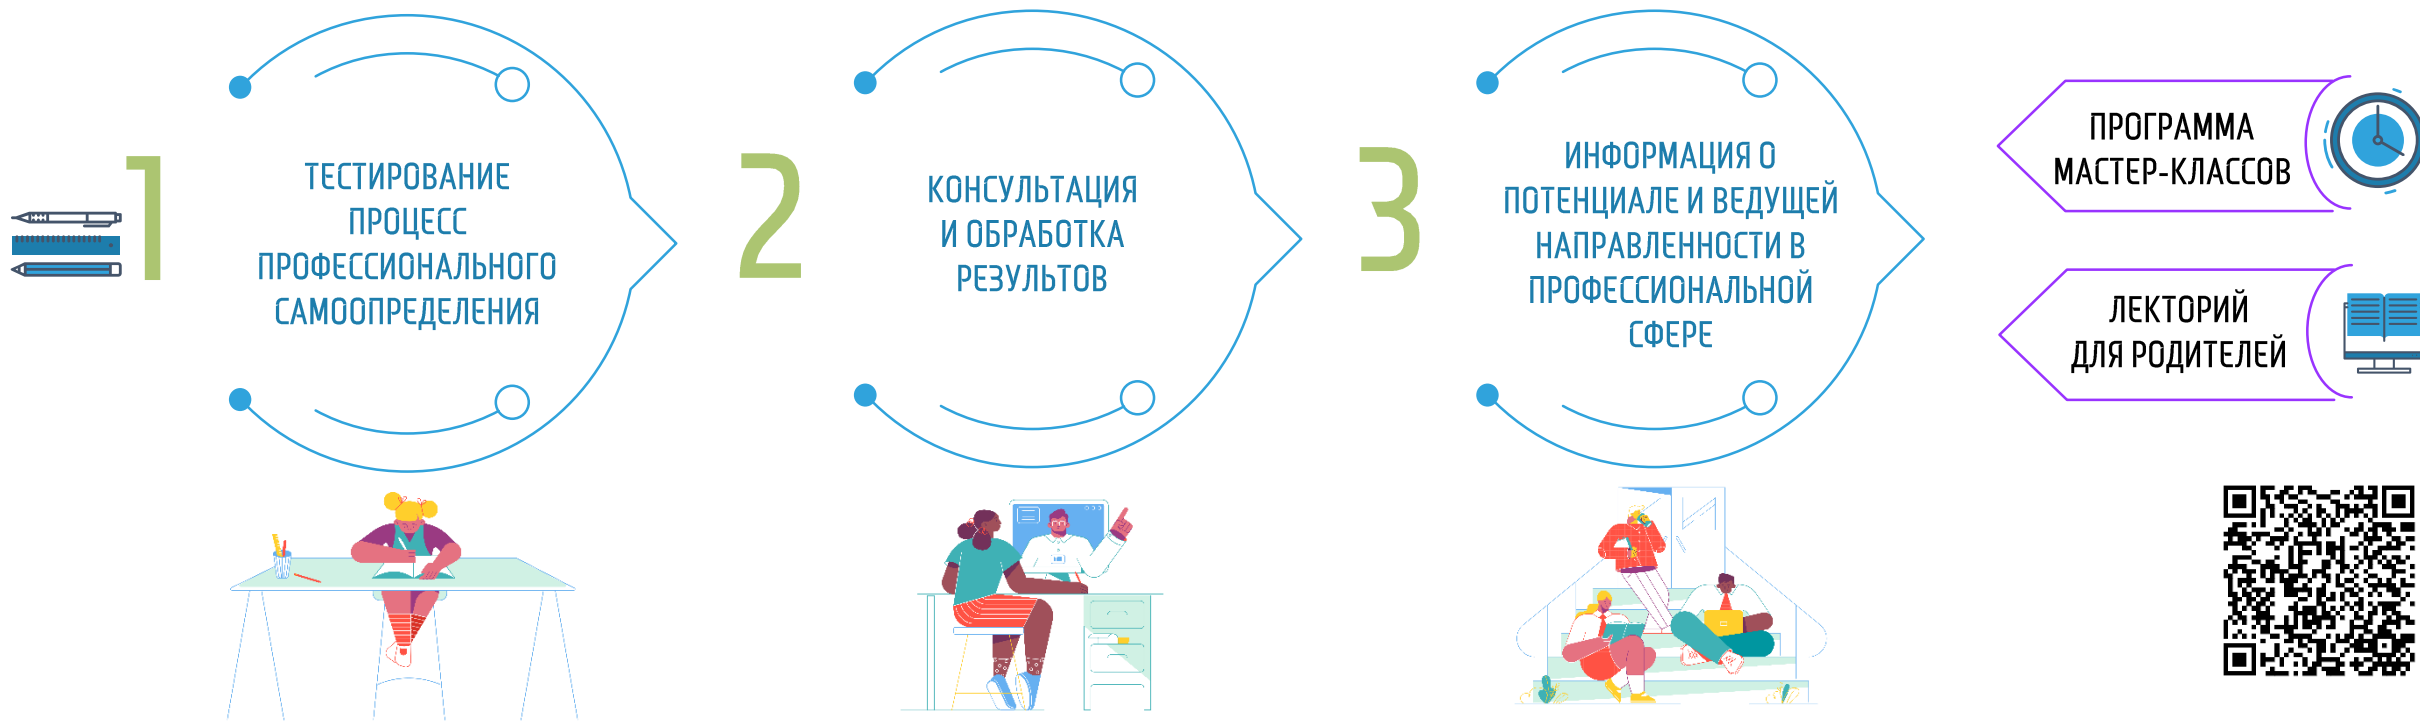 1
ТЕСТИРОВАНИЕ
ПРОЦЕСС
ПРОФЕССИОНАЛЬНОГО
САМООПРЕДЕЛЕНИЯ
2
КОНСУЛЬТАЦИЯ
И ОБРАБОТКА
РЕЗУЛЬТОВ
3
ИНФОРМАЦИЯ О
ПОТЕНЦИАЛЕ И ВЕДУЩЕЙ
НАПРАВЛЕННОСТИ В
ПРОФЕССИОНАЛЬНОЙ
СФЕРЕ
ПРОГРАММА
МАСТЕР-КЛАССОВ
ЛЕКТОРИЙ
ДЛЯ РОДИТЕЛЕЙ